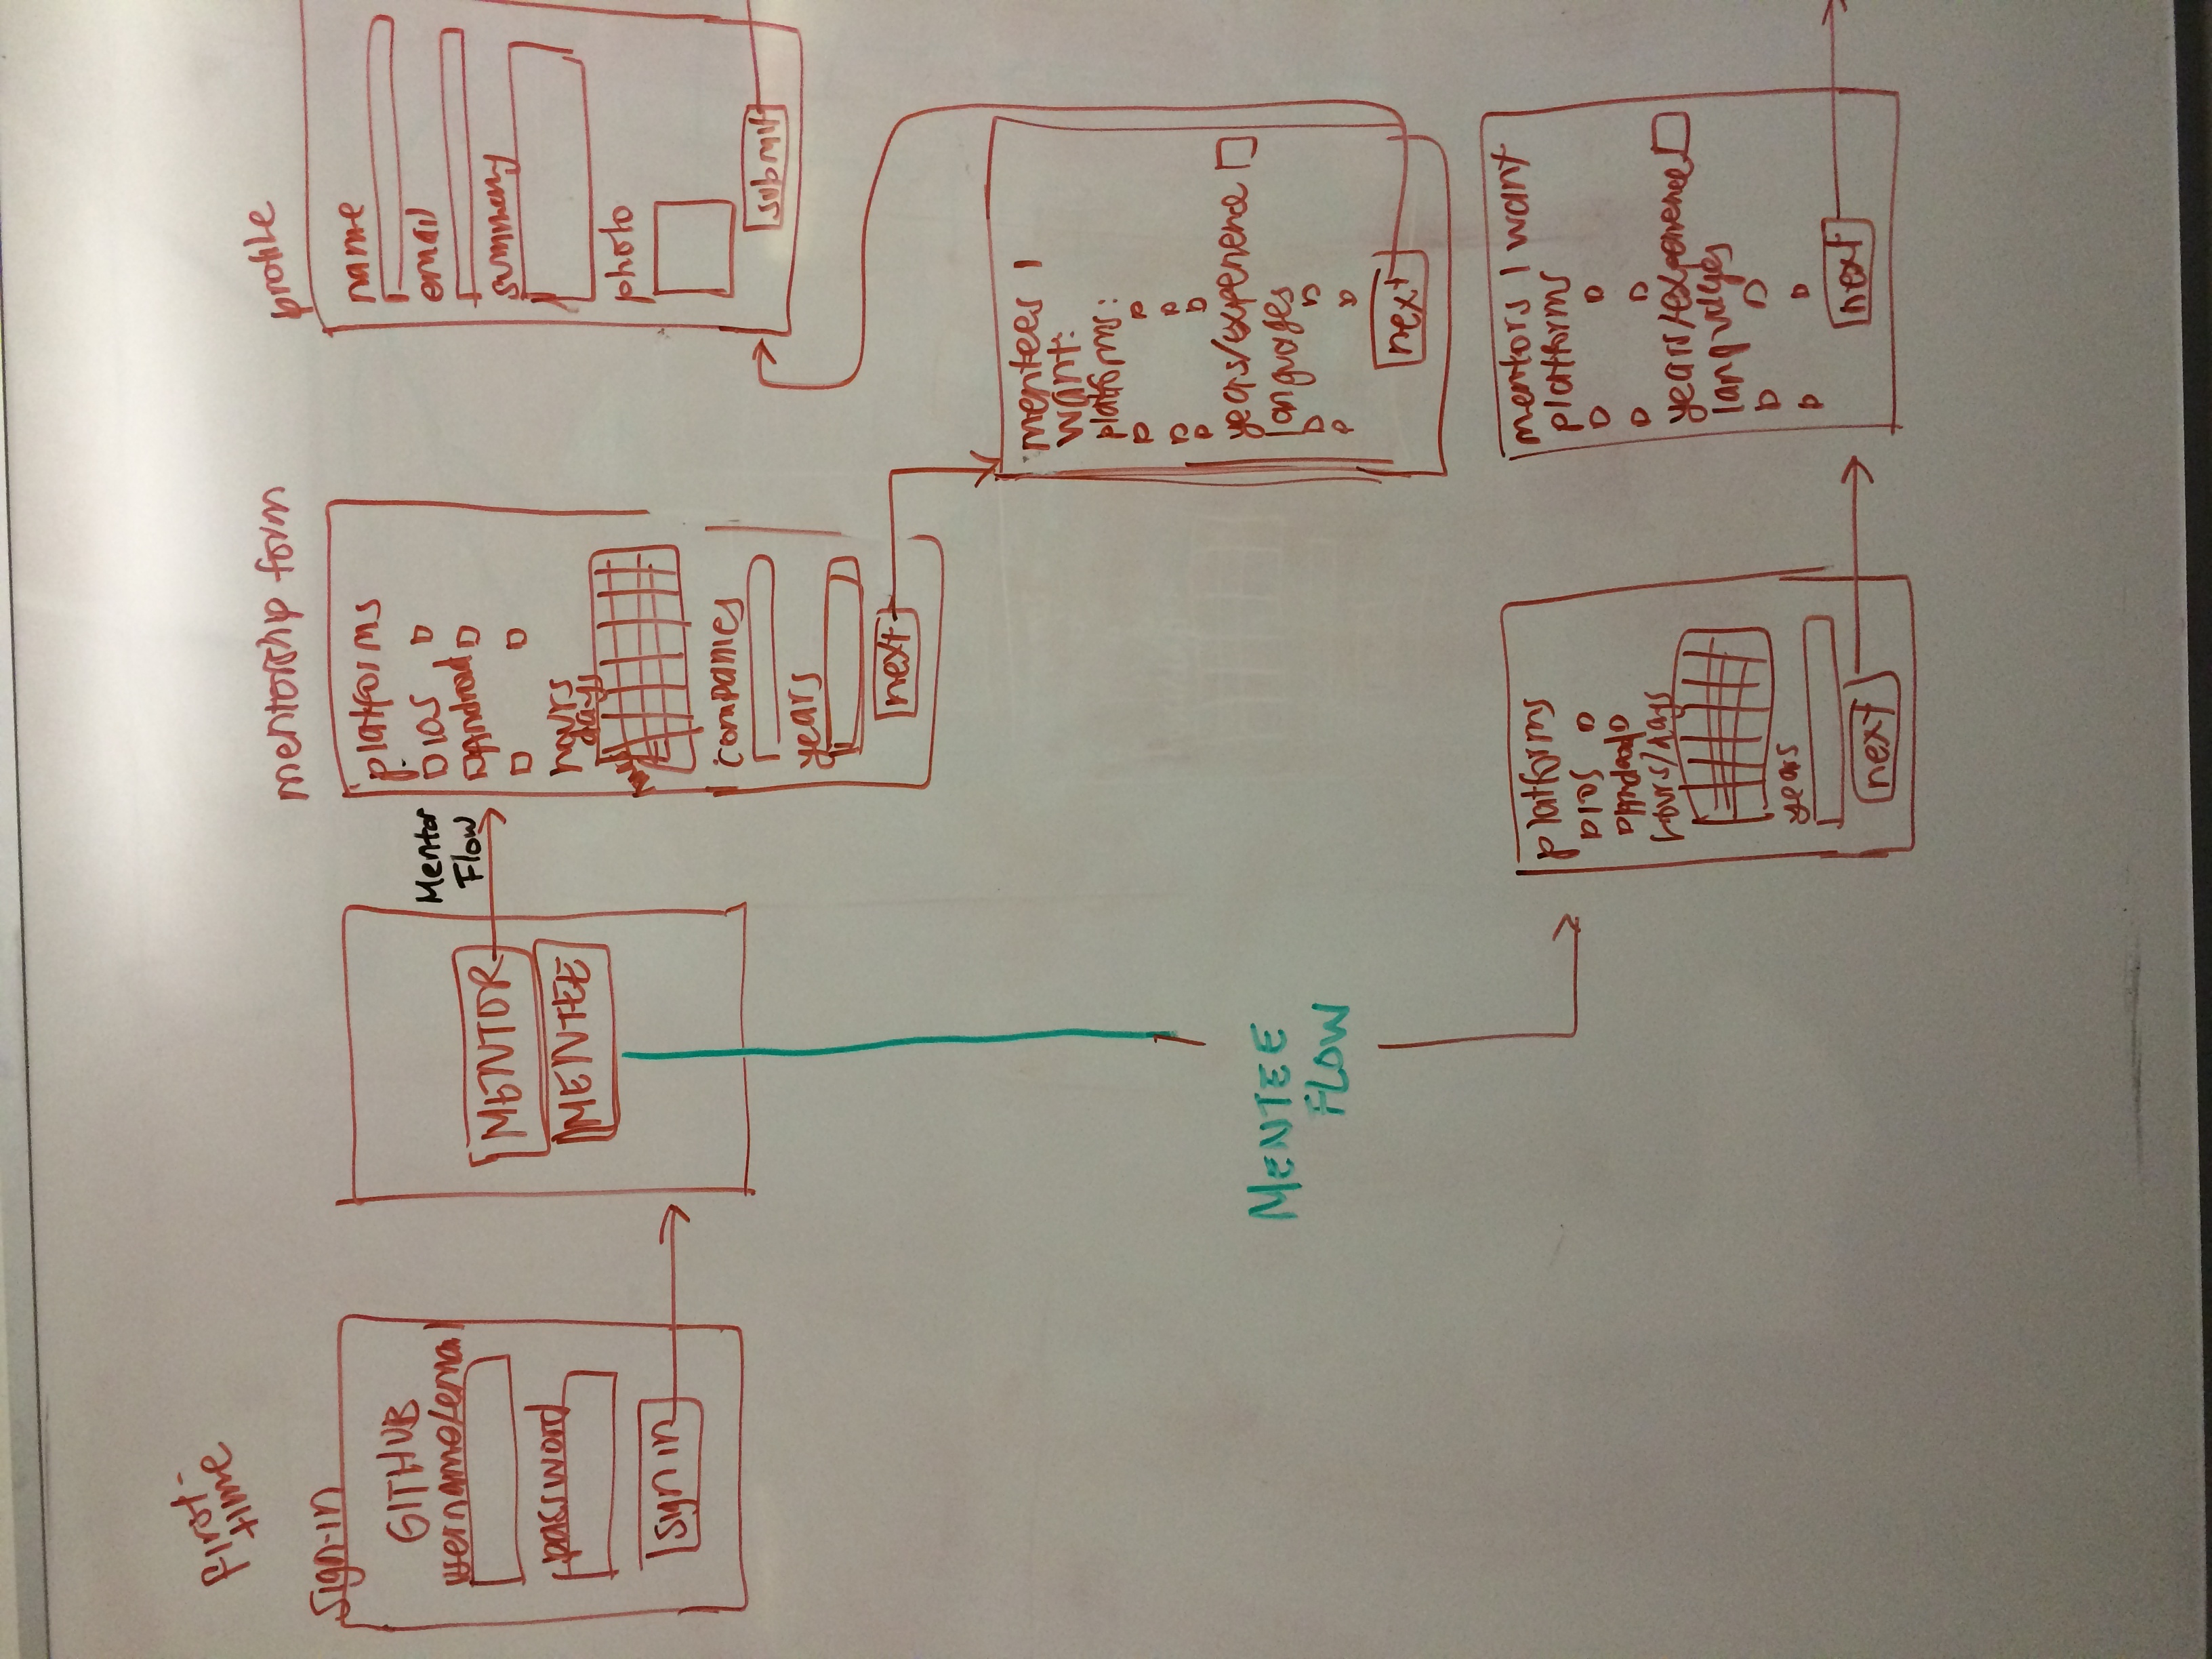 first-
time
sign-in
GITHUB
username/email
password
sign in
MENTOR
MENTEE
Mentor
Flow
mentorship form
platforms
iOS
Android
hours
days
companies
years
next
profile
name
email
summary
photo
submit
mentees I
want:
platforms:
years/experience
languages
next
MENTEE
FLOW
platforms
iOS
Android
hours/days
years
next
mentors I want
platforms
years/experience
languages
next